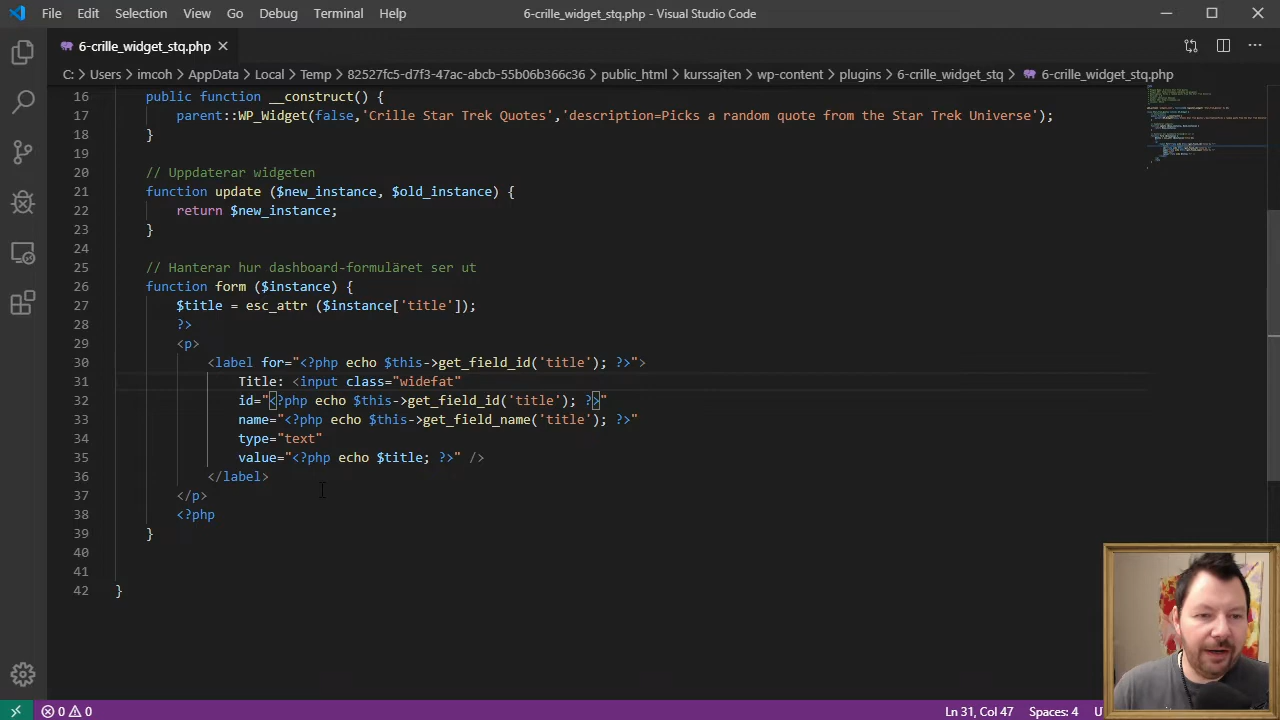 File Edit Selection View Go Debug Terminal Help 6-crille_widget_stq.php - Visual Studio Code
6-crille_widget_stq.php
C: > Users > imcoh > AppData > Local > Temp > 82527fc5-d7f3-47ac-abcb-55b06b366c36 > public_html > kurssajten > wp-content > plugins > 6-crille_widget_stq > 6-crille_widget_stq.php
16 public function __construct() {
17 parent::WP_Widget(false,'Crille Star Trek Quotes','description=Picks a random quote from the Star Trek Universe');
18 }
19
20 // Uppdaterar widgeten
21 function update ($new_instance, $old_instance) {
22 return $new_instance;
23 }
24
25 // Hanterar hur dashboard-formuläret ser ut
26 function form ($instance) {
27 $title = esc_attr ($instance['title']);
28 ?>
29 <p>
30 <label for="<?php echo $this->get_field_id('title'); ?>">
31 Title: <input class="widefat"
32 id="<?php echo $this->get_field_id('title'); ?>"
33 name="<?php echo $this->get_field_name('title'); ?>"
34 type="text"
35 value="<?php echo $title; ?>" />
36 </label>
37 </p>
38 <?php
39 }
40
41
42 }
0 0 Ln 31, Col 47 Spaces: 4